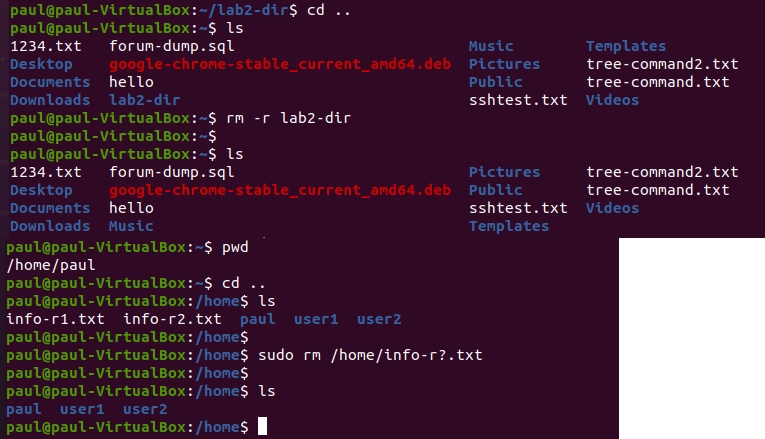 paul@paul-VirtualBox:~/lab2-dir$ cd ..
paul@paul-VirtualBox:~$ ls
1234.txt forum-dump.sql Music Templates
Desktop google-chrome-stable_current_amd64.deb Pictures tree-command2.txt
Documents hello Public tree-command.txt
Downloads lab2-dir sshtest.txt Videos
paul@paul-VirtualBox:~$ rm -r lab2-dir
paul@paul-VirtualBox:~$
paul@paul-VirtualBox:~$ ls
1234.txt forum-dump.sql Pictures tree-command2.txt
Desktop google-chrome-stable_current_amd64.deb Public tree-command.txt
Documents hello sshtest.txt Videos
Downloads Music Templates
paul@paul-VirtualBox:~$ pwd
/home/paul
paul@paul-VirtualBox:~$ cd ..
paul@paul-VirtualBox:/home$ ls
info-r1.txt info-r2.txt paul user1 user2
paul@paul-VirtualBox:/home$
paul@paul-VirtualBox:/home$ sudo rm /home/info-r?.txt
paul@paul-VirtualBox:/home$
paul@paul-VirtualBox:/home$ ls
paul user1 user2
paul@paul-VirtualBox:/home$